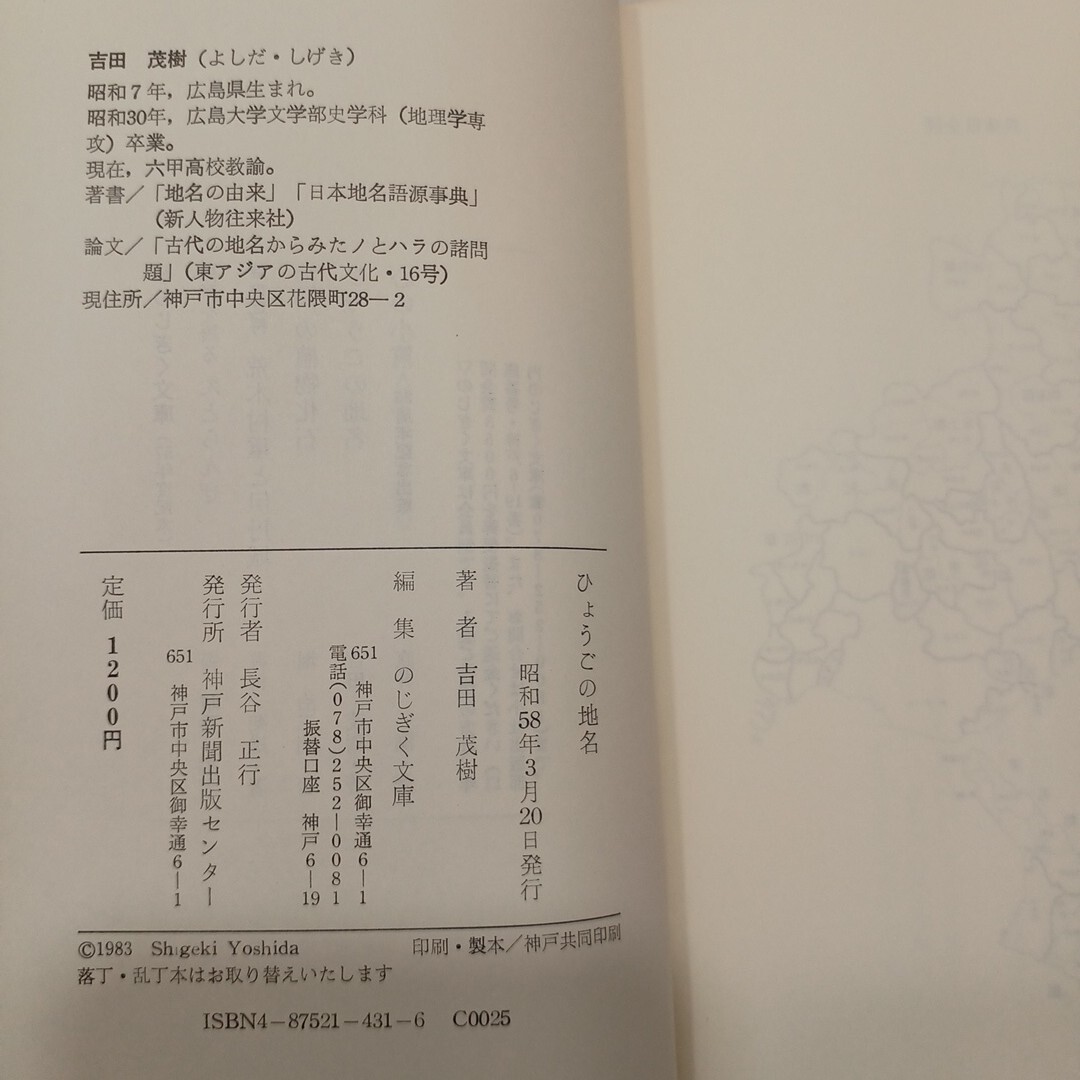 吉田　茂樹（よしだ・しげき）
昭和7年，広島県生まれ。
昭和30年，広島大学文学部史学科（地理学専
攻）卒業。
現在，六甲高校教諭。
著書／「地名の由来」「日本地名語源事典」
（新人物往来社）
論文／「古代の地名からみたノとハラの諸問
題」（東アジアの古代文化・16号）
現住所／神戸市中央区花隈町28―2
ひょうごの地名
昭和58年3月20日発行
著者　吉田　茂樹
編集　のじぎく文庫
651　神戸市中央区御幸通6―1
電話(078)252―0081
振替口座　神戸6―19
発行者　長谷　正行
発行所　神戸新聞出版センター
651　神戸市中央区御幸通6―1
定価　1200円
©1983　Shigeki Yoshida　印刷・製本／神戸共同印刷
落丁・乱丁本はお取り替えいたします
ISBN4－87521－431－6　C0025